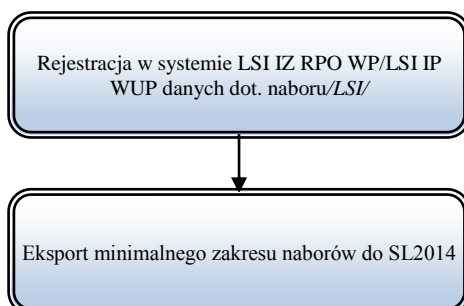 Rejestracja w systemie LSI IZ RPO WP/LSI IP
WUP danych dot. naboru/LSI/
Eksport minimalnego zakresu naborów do SL2014